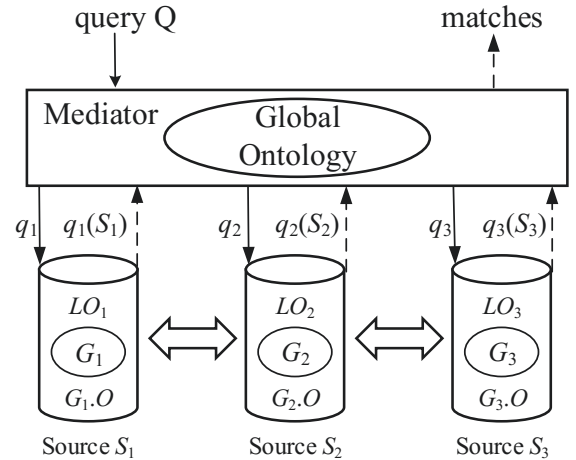 query Q
matches
Mediator
Global
Ontology
q₁ q₁(S₁) q₂ q₂(S₂) q₃ q₃(S₃)
LO₁ LO₂ LO₃
G₁ G₂ G₃
G₁.O G₂.O G₃.O
Source S₁ Source S₂ Source S₃